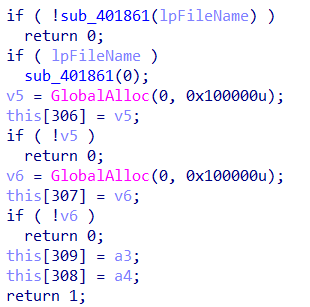 if ( !sub_401861(lpFileName) )
return 0;
if ( lpFileName )
sub_401861(0);
v5 = GlobalAlloc(0, 0x100000u);
this[306] = v5;
if ( !v5 )
return 0;
v6 = GlobalAlloc(0, 0x100000u);
this[307] = v6;
if ( !v6 )
return 0;
this[309] = a3;
this[308] = a4;
return 1;